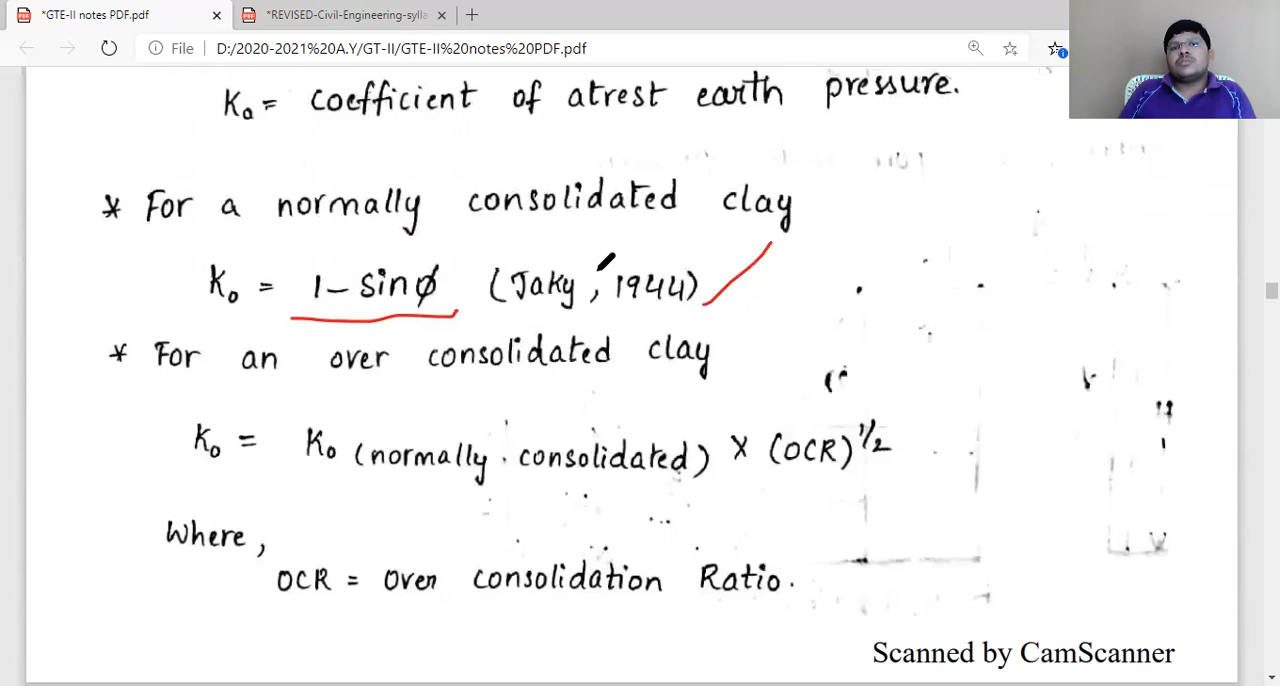 *GTE-II notes PDF.pdf
*REVISED-Civil-Engineering-sylla
File D:/2020-2021%20A.Y/GT-II/GTE-II%20notes%20PDF.pdf
K₀ = coefficient of atrest earth pressure.
* For a normally consolidated clay
K₀ = 1 - sinϕ (Jaky, 1944)
* For an over consolidated clay
K₀ = K₀ (normally consolidated) × (OCR)^1/2
Where,
OCR = Over consolidation Ratio.
Scanned by CamScanner